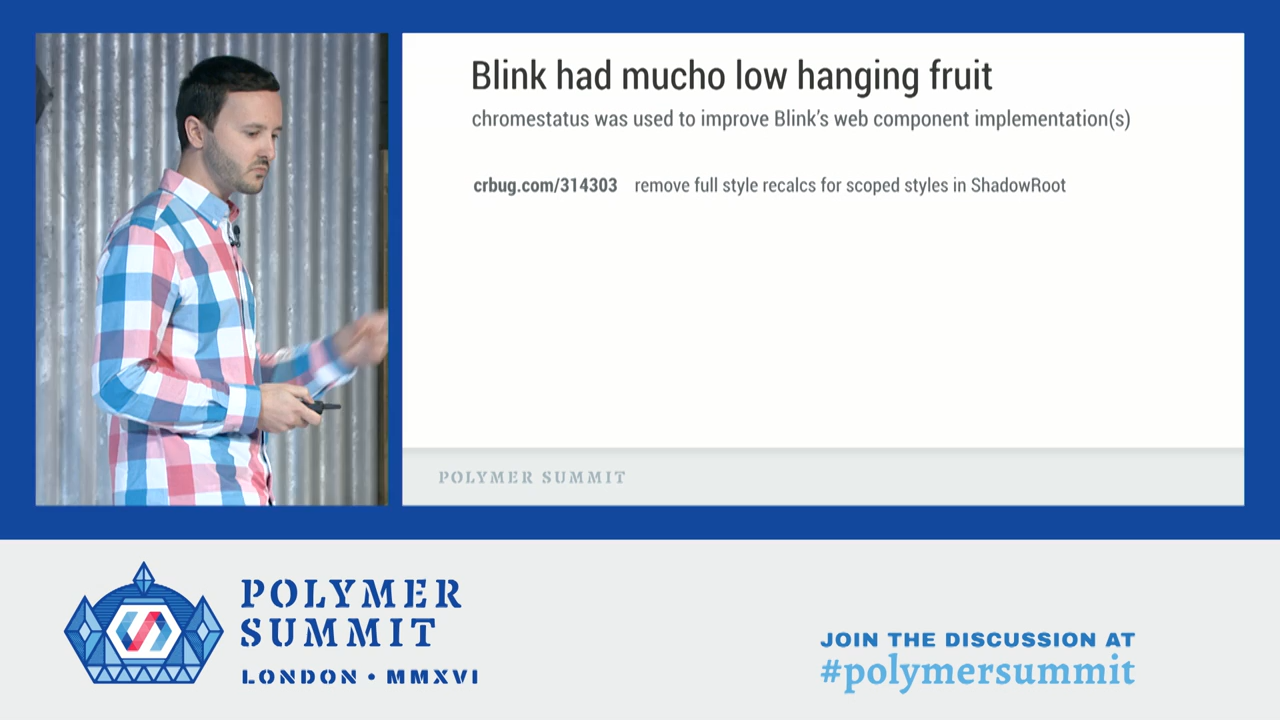 Blink had mucho low hanging fruit
chromestatus was used to improve Blink's web component implementation(s)
crbug.com/314303 remove full style recalcs for scoped styles in ShadowRoot
POLYMER SUMMIT
POLYMER
SUMMIT
LONDON • MMXVI
JOIN THE DISCUSSION AT
#polymersummit